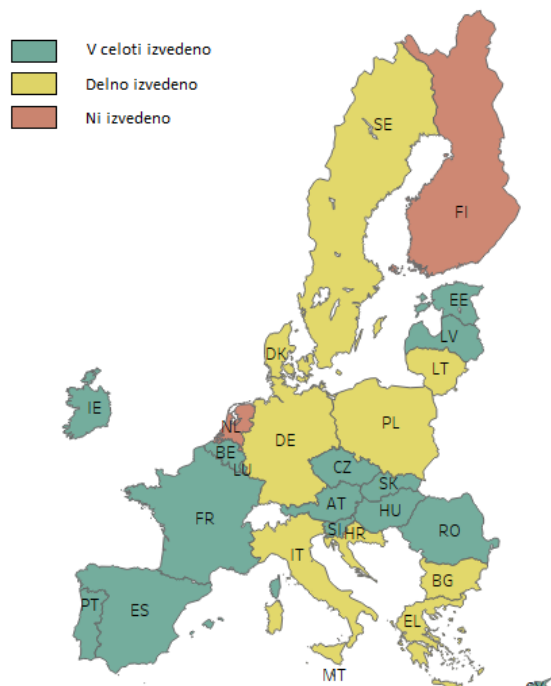 V celoti izvedeno
Delno izvedeno
Ni izvedeno
SE
FI
EE
LV
LT
DK
IE
NL
BE
LU
DE
PL
CZ
SK
AT
HU
SI
HR
RO
FR
IT
BG
PT
ES
EL
MT